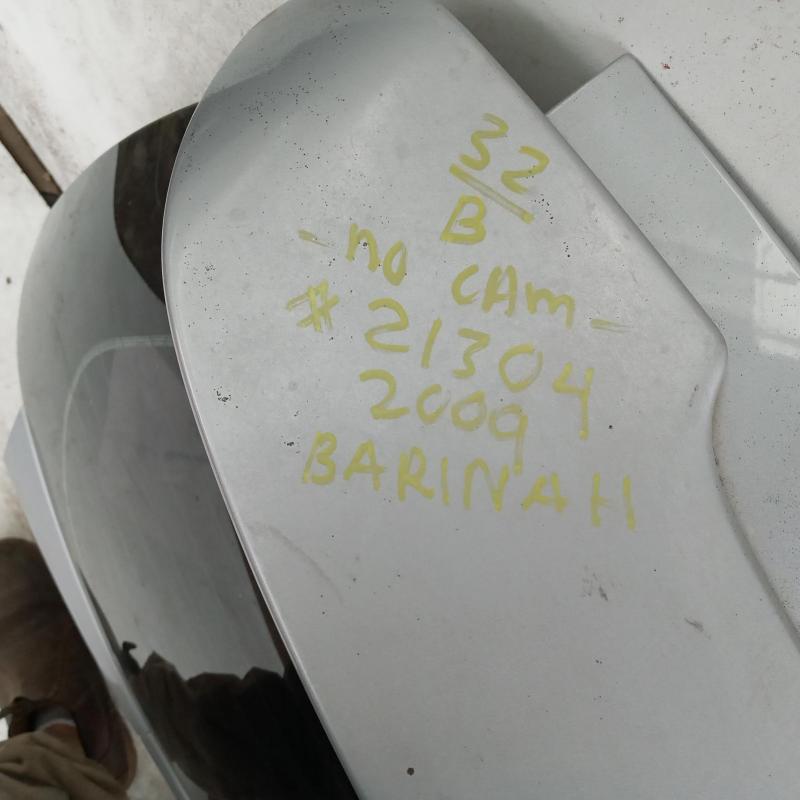 32
B
-no CAm-
# 21304
2009
BARINAH